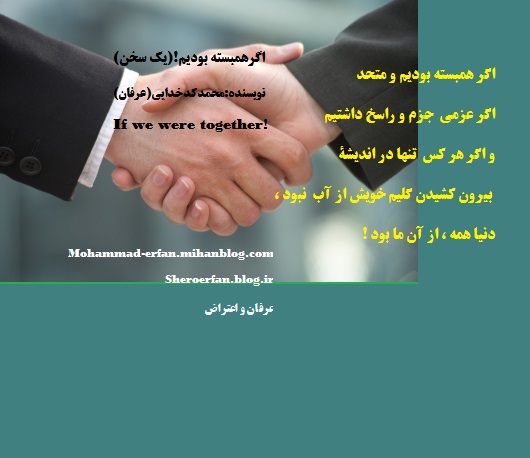 اگرهمبسته بودیم!(یک سخن)
نویسنده:محمدکدخدایی(عرفان)
If we were together!
اگر همبسته بودیم و متحد
اگر عزمی جزم و راسخ داشتیم
و اگر هر کس تنها در اندیشهٔ
بیرون کشیدن گلیم خویش از آب نبود ،
دنیا همه ، از آن ما بود !
Mohammad-erfan.mihanblog.com
Sheroerfan.blog.ir
عرفان و اعتراض